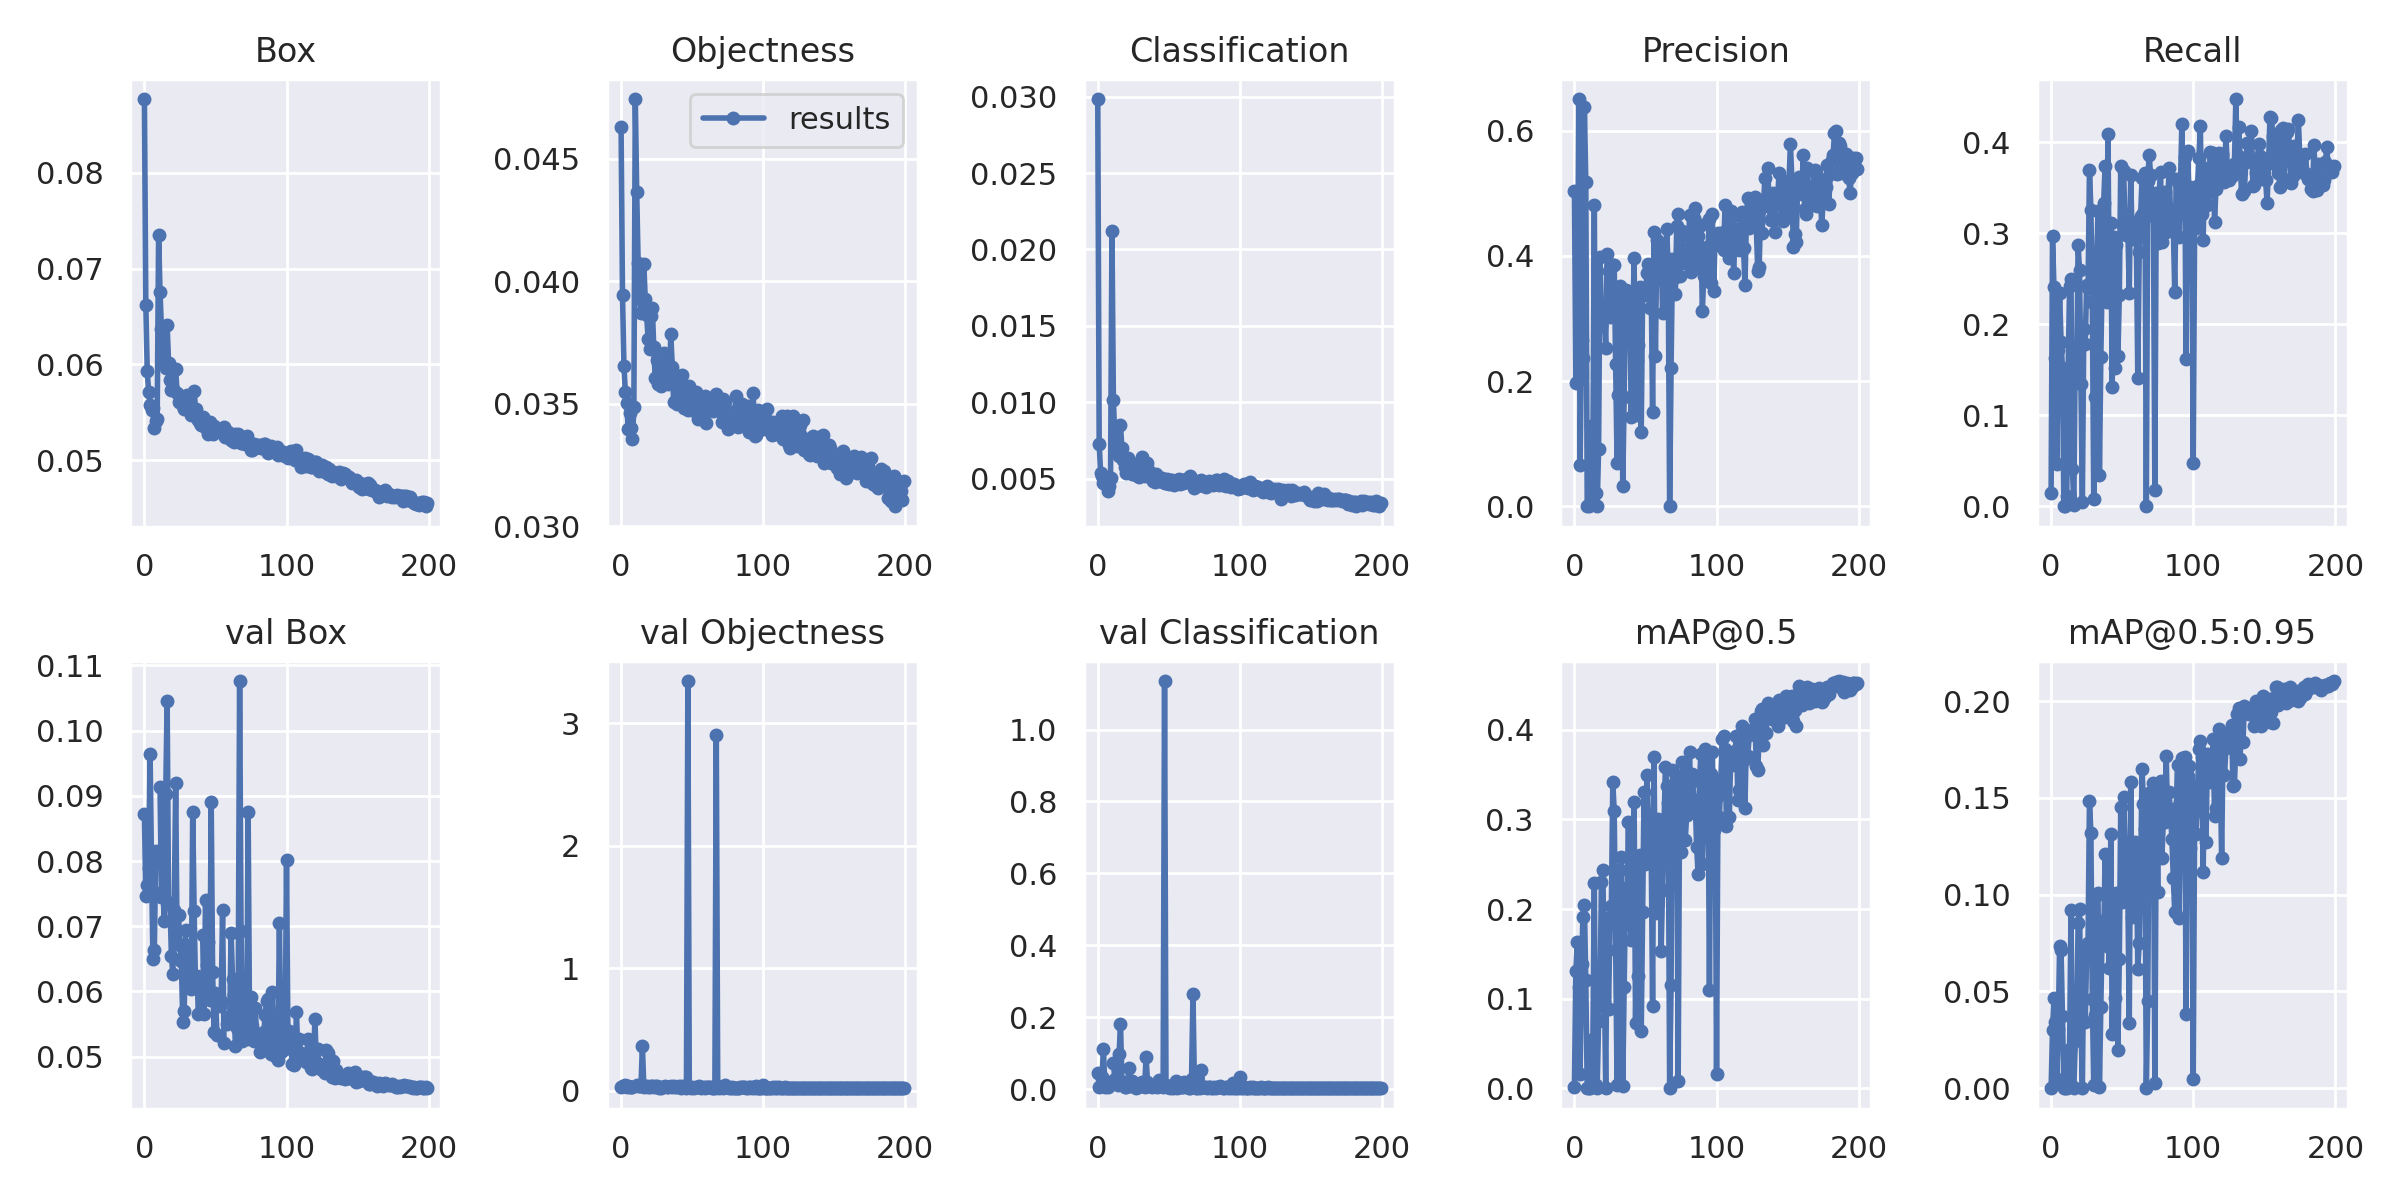 Box
Objectness
Classification
Precision
Recall
results
0.08
0.07
0.06
0.05
0 100 200
0.045
0.040
0.035
0.030
0 100 200
0.030
0.025
0.020
0.015
0.010
0.005
0 100 200
0.6
0.4
0.2
0.0
0 100 200
0.4
0.3
0.2
0.1
0.0
0 100 200
val Box
val Objectness
val Classification
mAP@0.5
mAP@0.5:0.95
0.11
0.10
0.09
0.08
0.07
0.06
0.05
0 100 200
3
2
1
0
0 100 200
1.0
0.8
0.6
0.4
0.2
0.0
0 100 200
0.4
0.3
0.2
0.1
0.0
0 100 200
0.20
0.15
0.10
0.05
0.00
0 100 200